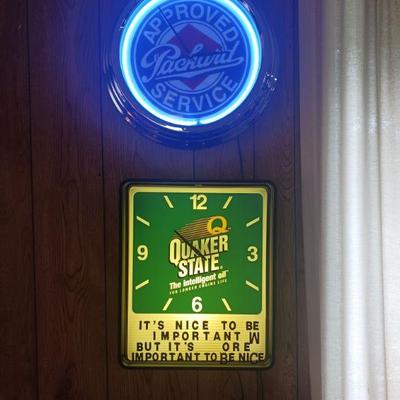 APPROVED
Packard
SERVICE
12
9
3
6
Q
QUAKER
STATE
The intelligent oil
FOR LONGER ENGINE LIFE
IT'S NICE TO BE
IMPORTANT M
BUT IT'S ORE
IMPORTANT TO BE NICE